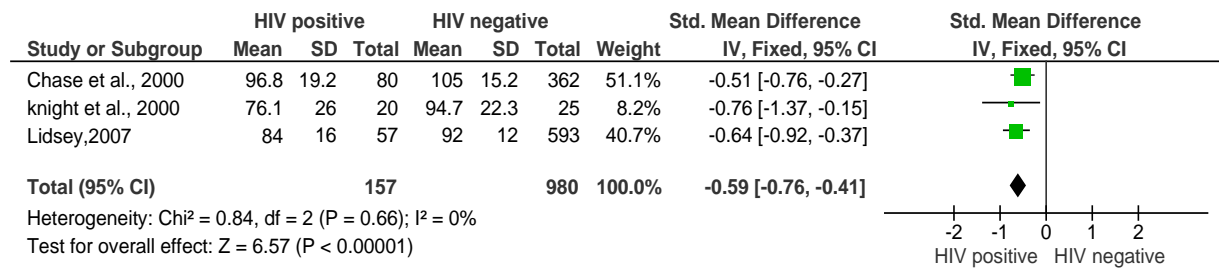 HIV positive HIV negative Std. Mean Difference Std. Mean Difference
Study or Subgroup Mean SD Total Mean SD Total Weight IV, Fixed, 95% CI IV, Fixed, 95% CI
Chase et al., 2000 96.8 19.2 80 105 15.2 362 51.1% -0.51 [-0.76, -0.27]
knight et al., 2000 76.1 26 20 94.7 22.3 25 8.2% -0.76 [-1.37, -0.15]
Lidsey,2007 84 16 57 92 12 593 40.7% -0.64 [-0.92, -0.37]
Total (95% CI) 157 980 100.0% -0.59 [-0.76, -0.41]
Heterogeneity: Chi² = 0.84, df = 2 (P = 0.66); I² = 0%
Test for overall effect: Z = 6.57 (P < 0.00001)
-2 -1 0 1 2
HIV positive HIV negative